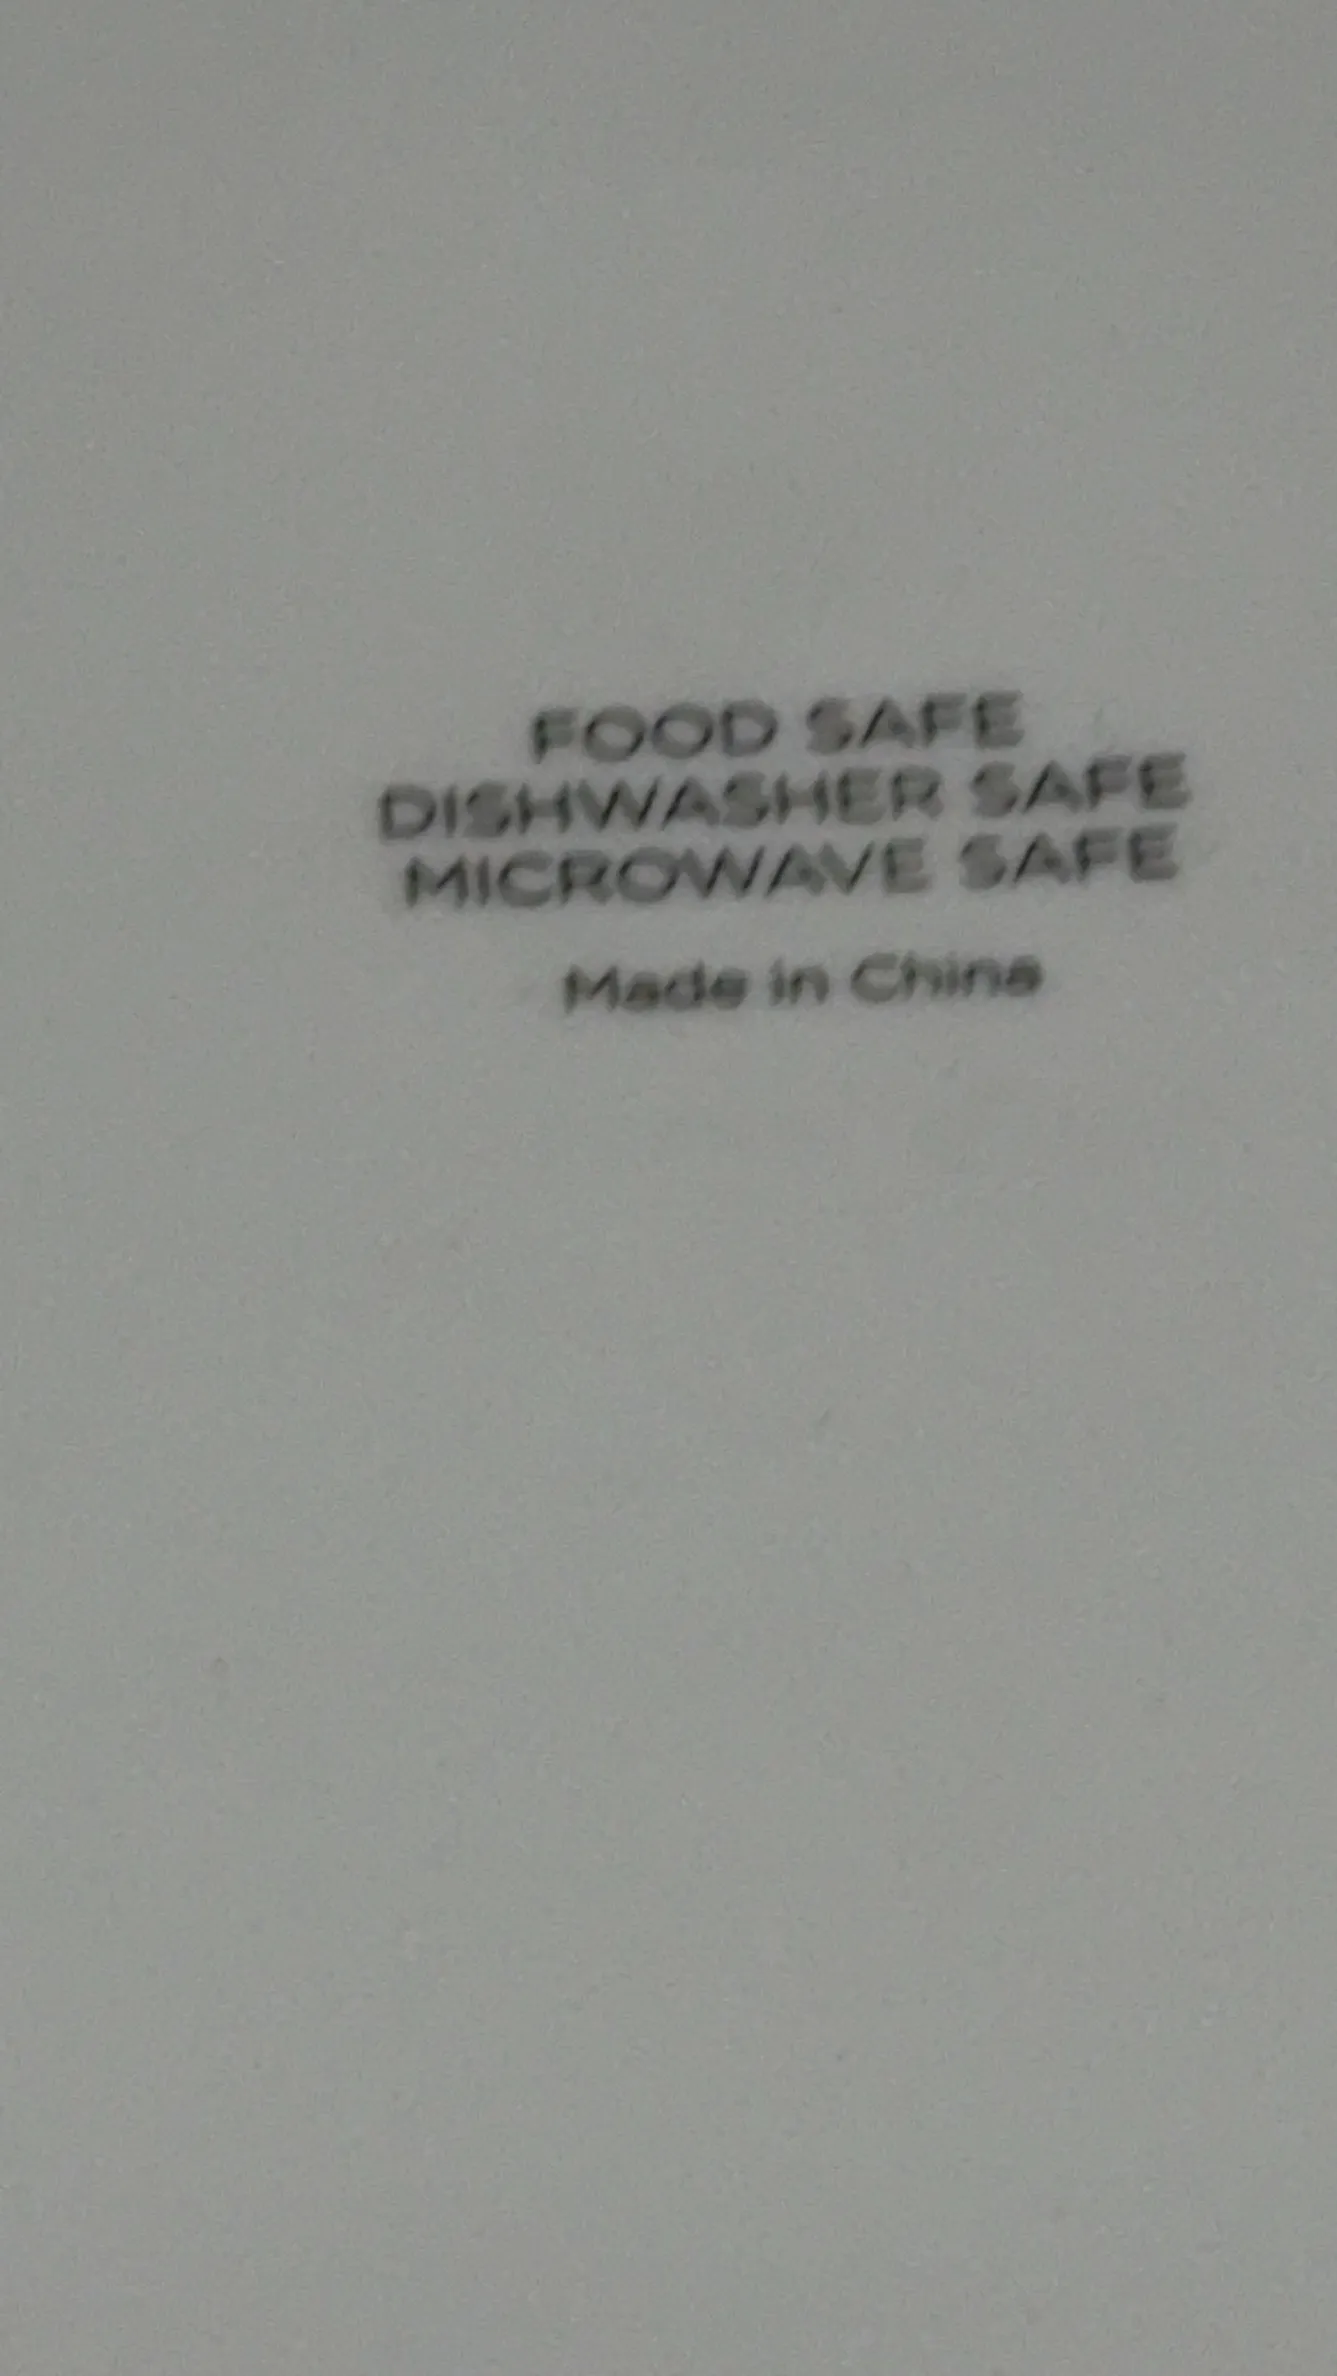 FOOD SAFE
DISHWASHER SAFE
MICROWAVE SAFE
Made in China